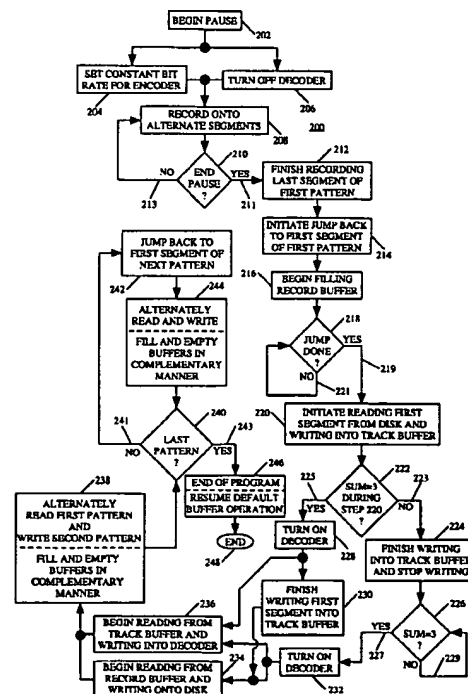 BEGIN PAUSE
202
SET CONSTANT BIT
RATE FOR ENCODER
204
TURN OFF DECODER
206
200
RECORD ONTO
ALTERNATE SEGMENTS
208
210
END
PAUSE
?
NO
213
YES
211
212
FINISH RECORDING
LAST SEGMENT OF
FIRST PATTERN
INITIATE JUMP BACK
TO FIRST SEGMENT
OF FIRST PATTERN
214
216
BEGIN FILLING
RECORD BUFFER
218
JUMP
DONE
?
YES
219
NO
221
220
INITIATE READING FIRST
SEGMENT FROM DISK AND
WRITING INTO TRACK BUFFER
JUMP BACK TO
FIRST SEGMENT OF
NEXT PATTERN
242
244
ALTERNATELY
READ AND WRITE
FILL AND EMPTY
BUFFERS IN
COMPLEMENTARY
MANNER
240
241
NO
LAST
PATTERN
?
243
YES
246
END OF PROGRAM
RESUME DEFAULT
BUFFER OPERATION
END
248
222
SUM=3
DURING
STEP 220
?
225
YES
223
NO
TURN ON
DECODER
228
224
FINISH WRITING
INTO TRACK BUFFER
AND STOP WRITING
226
SUM=3
?
YES
227
NO
229
230
FINISH
WRITING FIRST
SEGMENT INTO
TRACK BUFFER
TURN ON
DECODER
232
238
ALTERNATELY
READ FIRST PATTERN
AND
WRITE SECOND PATTERN
FILL AND EMPTY
BUFFERS IN
COMPLEMENTARY
MANNER
236
BEGIN READING FROM
TRACK BUFFER AND
WRITING INTO DECODER
234
BEGIN READING FROM
RECORD BUFFER AND
WRITING ONTO DISK